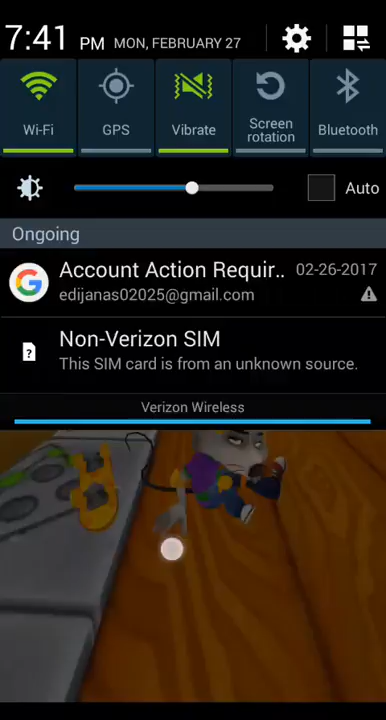 7:41 PM MON, FEBRUARY 27
Wi-Fi
GPS
Vibrate
Screen
rotation
Bluetooth
Auto
Ongoing
Account Action Requir.. 02-26-2017
edijanas02025@gmail.com
Non-Verizon SIM
This SIM card is from an unknown source.
Verizon Wireless